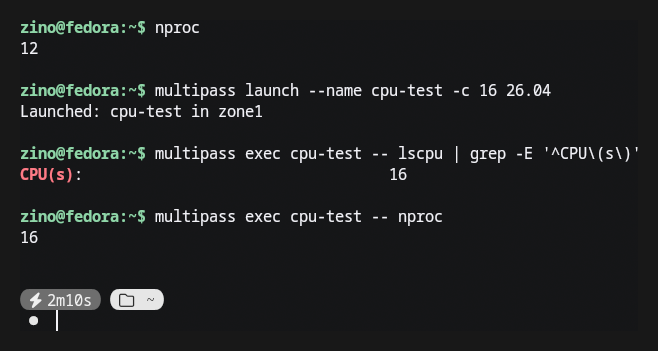 zino@fedora:~$ nproc
12
zino@fedora:~$ multipass launch --name cpu-test -c 16 26.04
Launched: cpu-test in zone1
zino@fedora:~$ multipass exec cpu-test -- lscpu | grep -E '^CPU\(s\)'
CPU(s): 16
zino@fedora:~$ multipass exec cpu-test -- nproc
16
2m10s ~